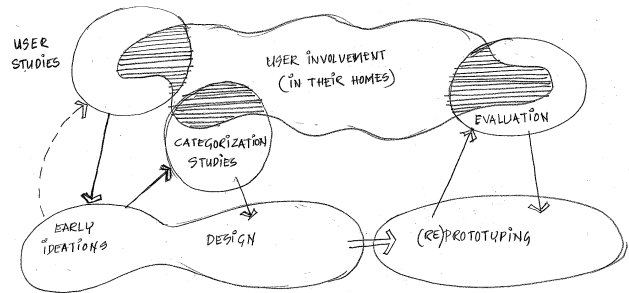 USER
STUDIES
USER INVOLVEMENT
(IN THEIR HOMES)
EVALUATION
CATEGORIZATION
STUDIES
EARLY
IDEATIONS
DESIGN
(RE)PROTOTYPING